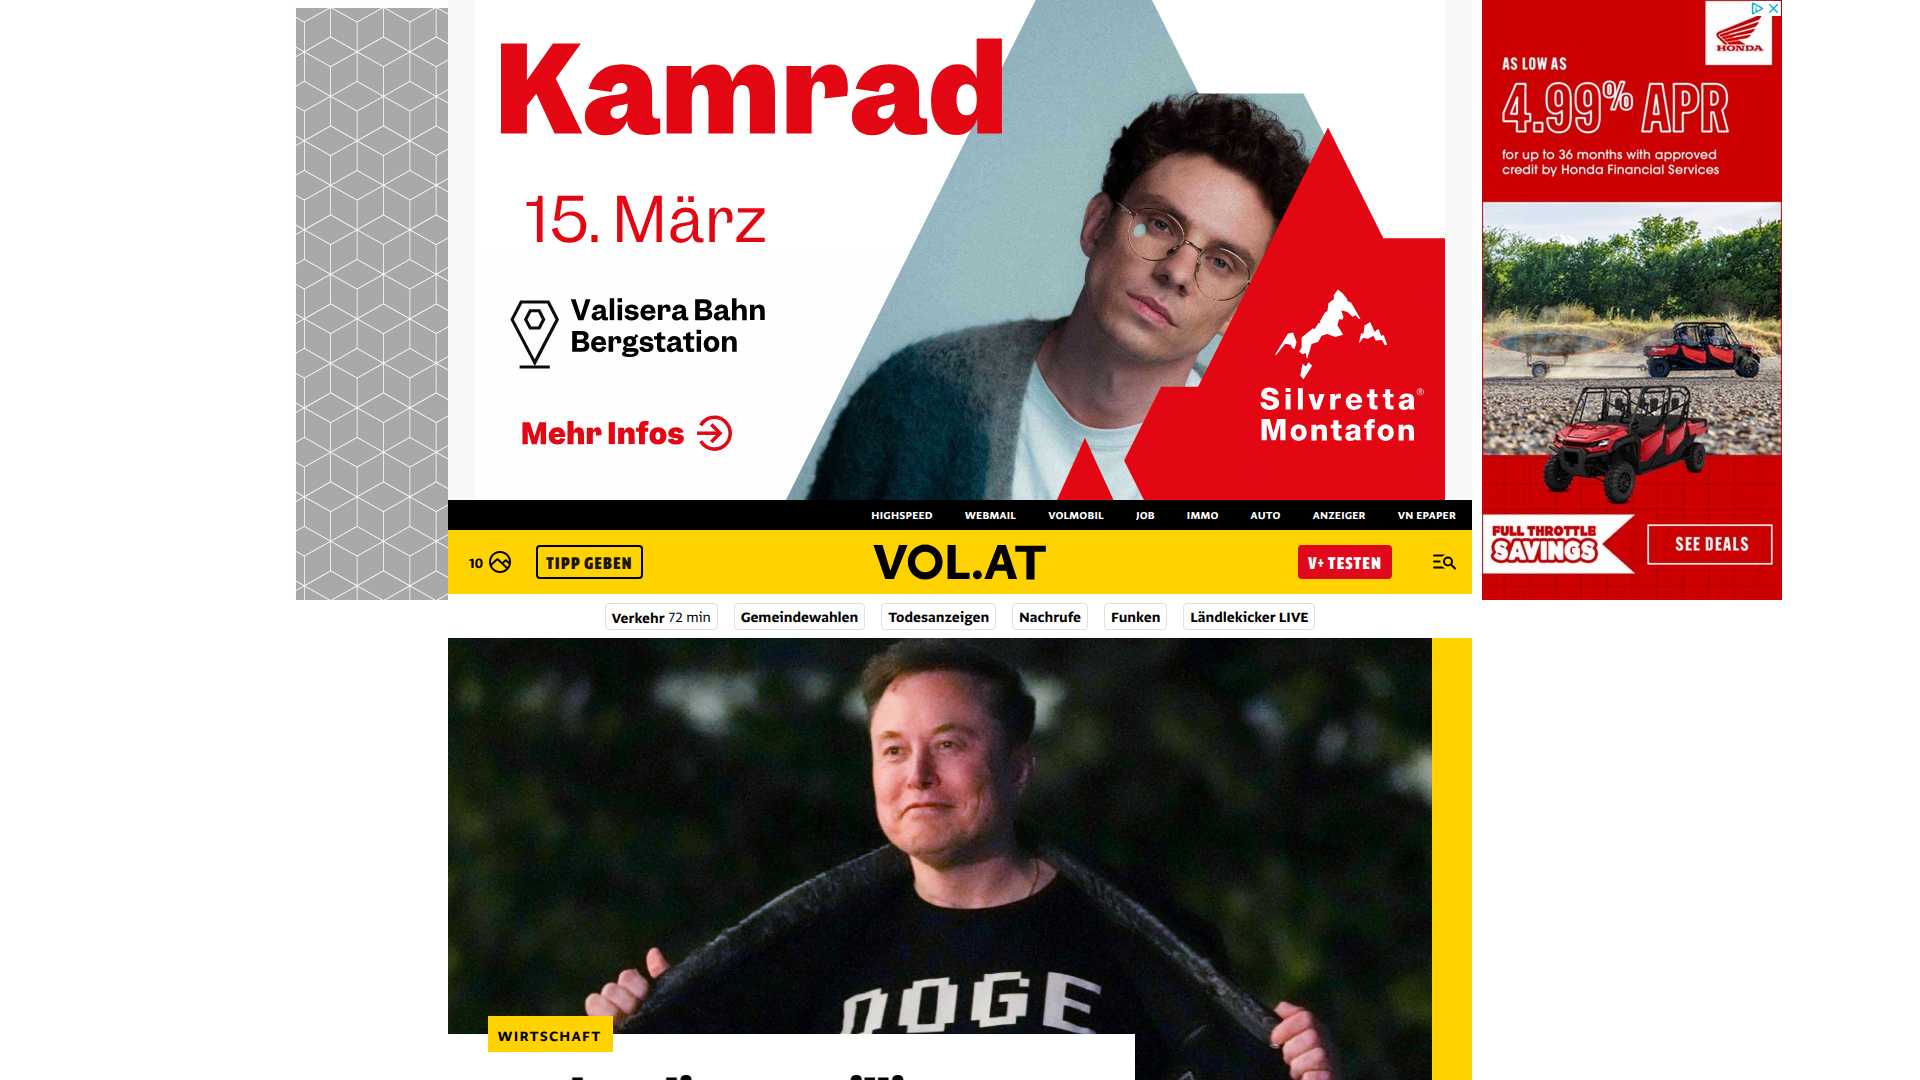 Kamrad
15. März
Valisera Bahn
Bergstation
Mehr Infos
Silvretta®
Montafon
HONDA
AS LOW AS
4.99% APR
for up to 36 months with approved
credit by Honda Financial Services
FULL THROTTLE
SAVINGS
SEE DEALS
HIGHSPEED
WEBMAIL
VOLMOBIL
JOB
IMMO
AUTO
ANZEIGER
VN EPAPER
10
TIPP GEBEN
VOL.AT
V+ TESTEN
Verkehr 72 min
Gemeindewahlen
Todesanzeigen
Nachrufe
Funken
Ländlekicker LIVE
DOGE
WIRTSCHAFT